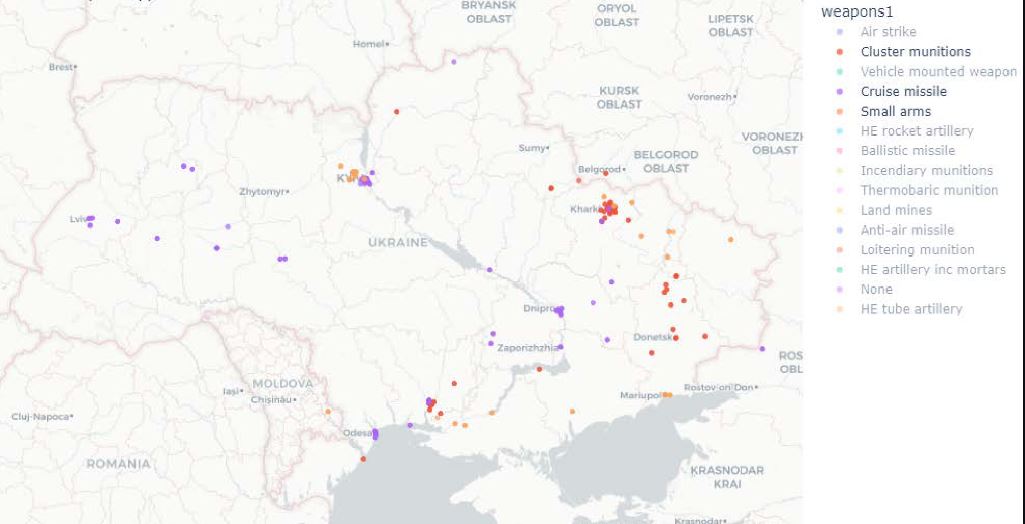 BRYANSK
OBLAST
ORYOL
OBLAST
LIPETSK
OBLAST
Homel
Brest
KURSK
OBLAST
Voronezh
VORONEZH
OBLAST
Sumy
Belgorod
BELGOROD
OBLAST
Zhytomyr
Lviv
UKRAINE
Dnipro
Zaporizhzhia
Donetsk
ROS
OBL
MOLDOVA
Iași
Chișinău
Rostov-on-Don
Mariupol
Cluj-Napoca
Odesa
ROMANIA
KRASNODAR
KRAI
Krasnodar
weapons1
Air strike
Cluster munitions
Vehicle mounted weapon
Cruise missile
Small arms
HE rocket artillery
Ballistic missile
Incendiary munitions
Thermobaric munition
Land mines
Anti-air missile
Loitering munition
HE artillery inc mortars
None
HE tube artillery